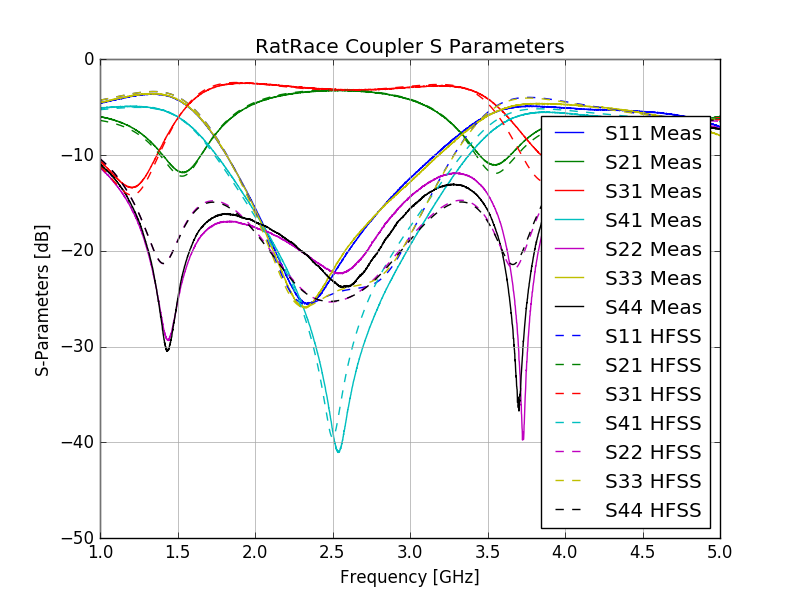 RatRace Coupler S Parameters
0
−10
−20
−30
−40
−50
S-Parameters [dB]
S11 Meas
S21 Meas
S31 Meas
S41 Meas
S22 Meas
S33 Meas
S44 Meas
S11 HFSS
S21 HFSS
S31 HFSS
S41 HFSS
S22 HFSS
S33 HFSS
S44 HFSS
1.0 1.5 2.0 2.5 3.0 3.5 4.0 4.5 5.0
Frequency [GHz]